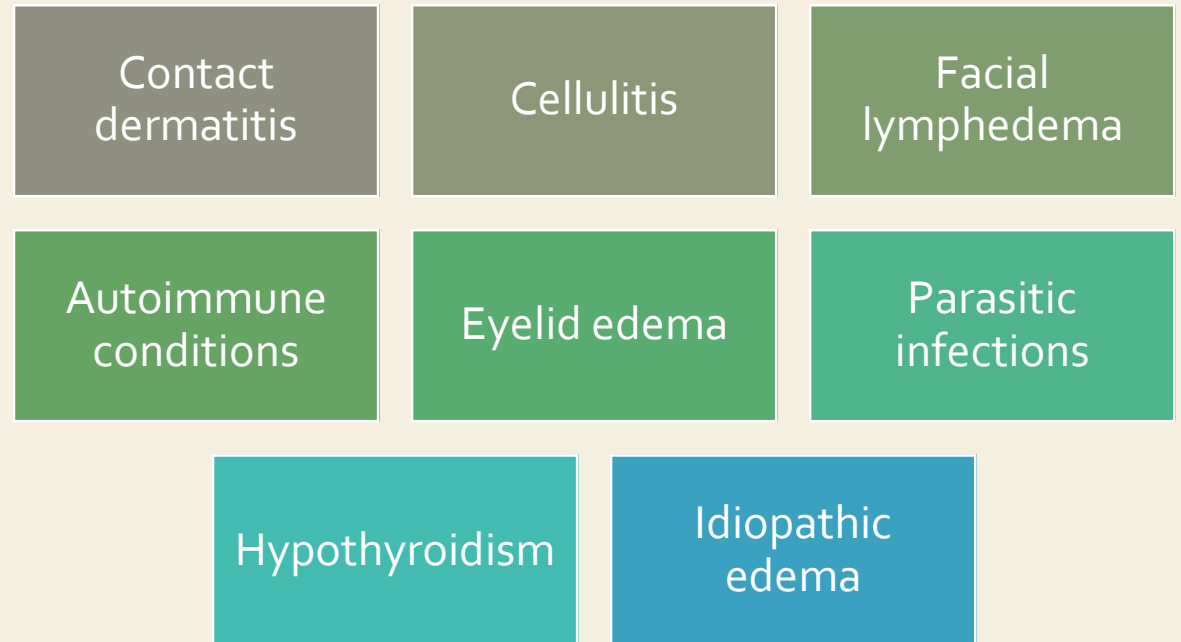 Contact
dermatitis
Cellulitis
Facial
lymphedema
Autoimmune
conditions
Eyelid edema
Parasitic
infections
Hypothyroidism
Idiopathic
edema